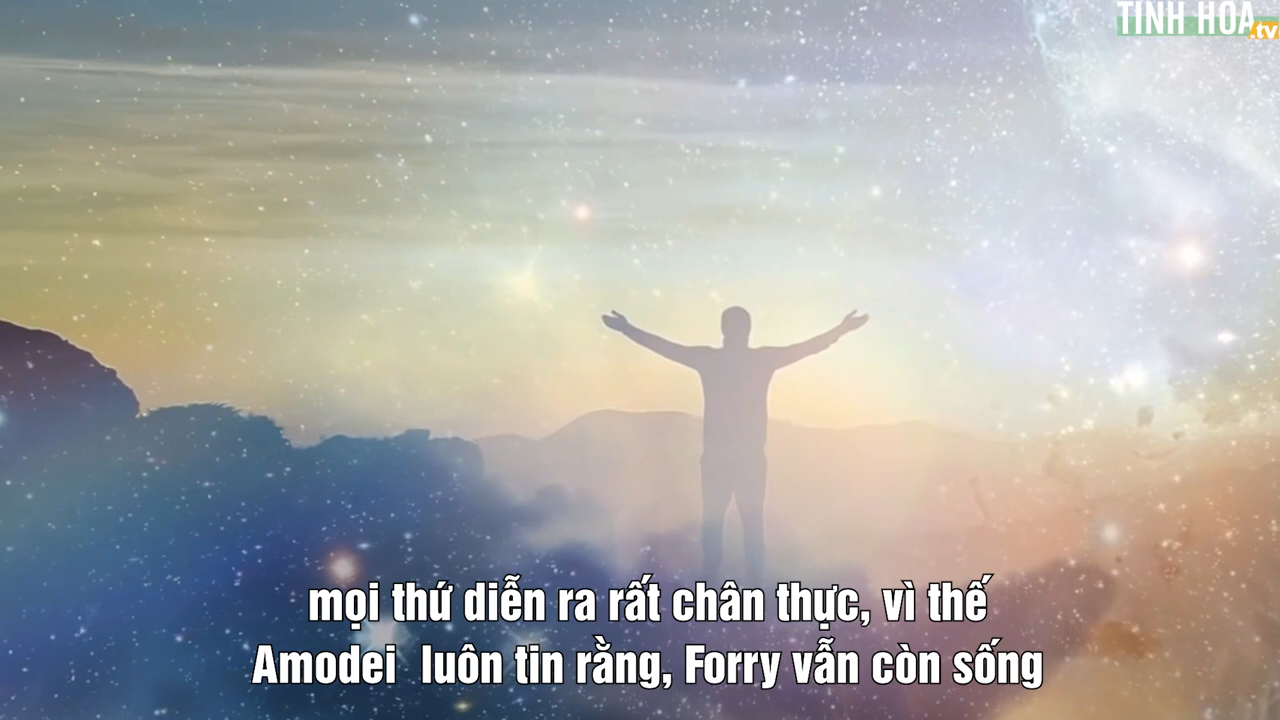 TINH HOA
.tv
mọi thứ diễn ra rất chân thực, vì thế
Amodei luôn tin rằng, Forry vẫn còn sống